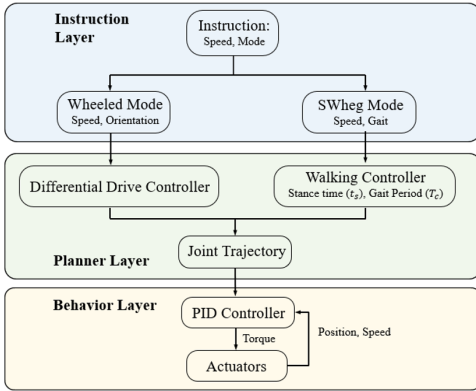 Instruction
Layer
Instruction:
Speed, Mode
Wheeled Mode
Speed, Orientation
SWheg Mode
Speed, Gait
Differential Drive Controller
Walking Controller
Stance time (tₛ), Gait Period (T_c)
Joint Trajectory
Planner Layer
Behavior Layer
PID Controller
Torque
Position, Speed
Actuators